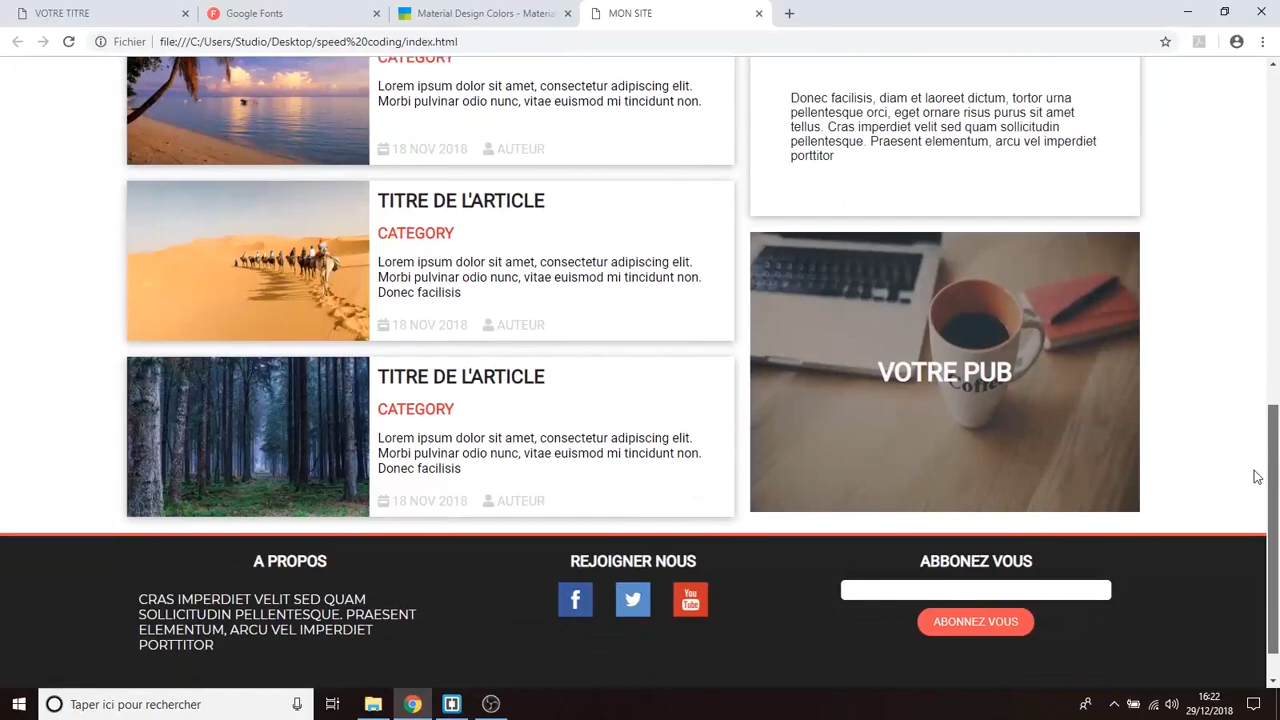 VOTRE TITRE
Google Fonts
Material Design Colors - Material
MON SITE
Fichier
file:///C:/Users/Studio/Desktop/speed%20coding/index.html
CATEGORY
Lorem ipsum dolor sit amet, consectetur adipiscing elit.
Morbi pulvinar odio nunc, vitae euismod mi tincidunt non.
18 NOV 2018 AUTEUR
TITRE DE L'ARTICLE
CATEGORY
Lorem ipsum dolor sit amet, consectetur adipiscing elit.
Morbi pulvinar odio nunc, vitae euismod mi tincidunt non.
Donec facilisis
18 NOV 2018 AUTEUR
TITRE DE L'ARTICLE
CATEGORY
Lorem ipsum dolor sit amet, consectetur adipiscing elit.
Morbi pulvinar odio nunc, vitae euismod mi tincidunt non.
Donec facilisis
18 NOV 2018 AUTEUR
Donec facilisis, diam et laoreet dictum, tortor urna
pellentesque orci, eget ornare risus purus sit amet
tellus. Cras imperdiet velit sed quam sollicitudin
pellentesque. Praesent elementum, arcu vel imperdiet
porttitor
VOTRE PUB
Coffee
A PROPOS
CRAS IMPERDIET VELIT SED QUAM
SOLLICITUDIN PELLENTESQUE. PRAESENT
ELEMENTUM, ARCU VEL IMPERDIET
PORTTITOR
REJOIGNER NOUS
You
Tube
ABBONEZ VOUS
ABONNEZ VOUS
Taper ici pour rechercher
16:22
29/12/2018